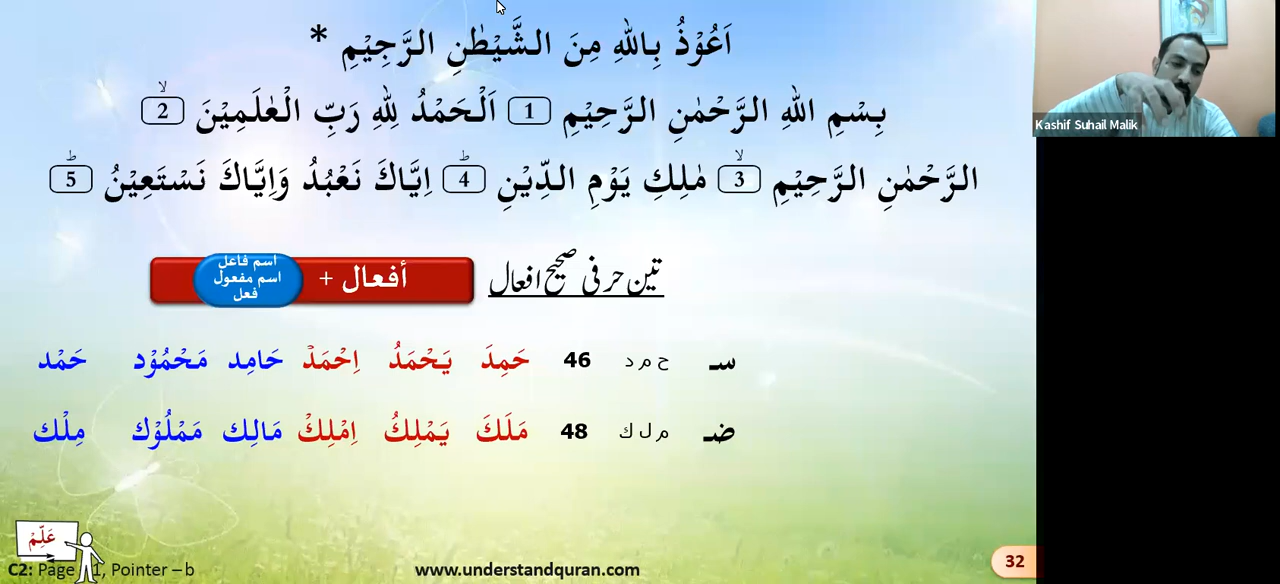 اَعُوْذُ بِاللّٰهِ مِنَ الشَّيْطٰنِ الرَّجِيْمِ *
بِسْمِ اللّٰهِ الرَّحْمٰنِ الرَّحِيْمِ 1 اَلْحَمْدُ لِلّٰهِ رَبِّ الْعٰلَمِيْنَ ۙ 2
الرَّحْمٰنِ الرَّحِيْمِ ۙ 3 مٰلِكِ يَوْمِ الدِّيْنِ ؕ 4 اِيَّاكَ نَعْبُدُ وَاِيَّاكَ نَسْتَعِيْنُ ؕ 5
تین حرفی صحیح افعال
أفعال +
اسم فاعل
اسم مفعول
فعل
سـ ح م د 46 حَمِدَ يَحْمَدُ اِحْمَدْ حَامِد مَحْمُوْد حَمْد
ضـ م ل ك 48 مَلَكَ يَمْلِكُ اِمْلِكْ مَالِك مَمْلُوْك مِلْك
عَلِّمْ
C2: Page 1, Pointer – b
www.understandquran.com
32
Kashif Suhail Malik